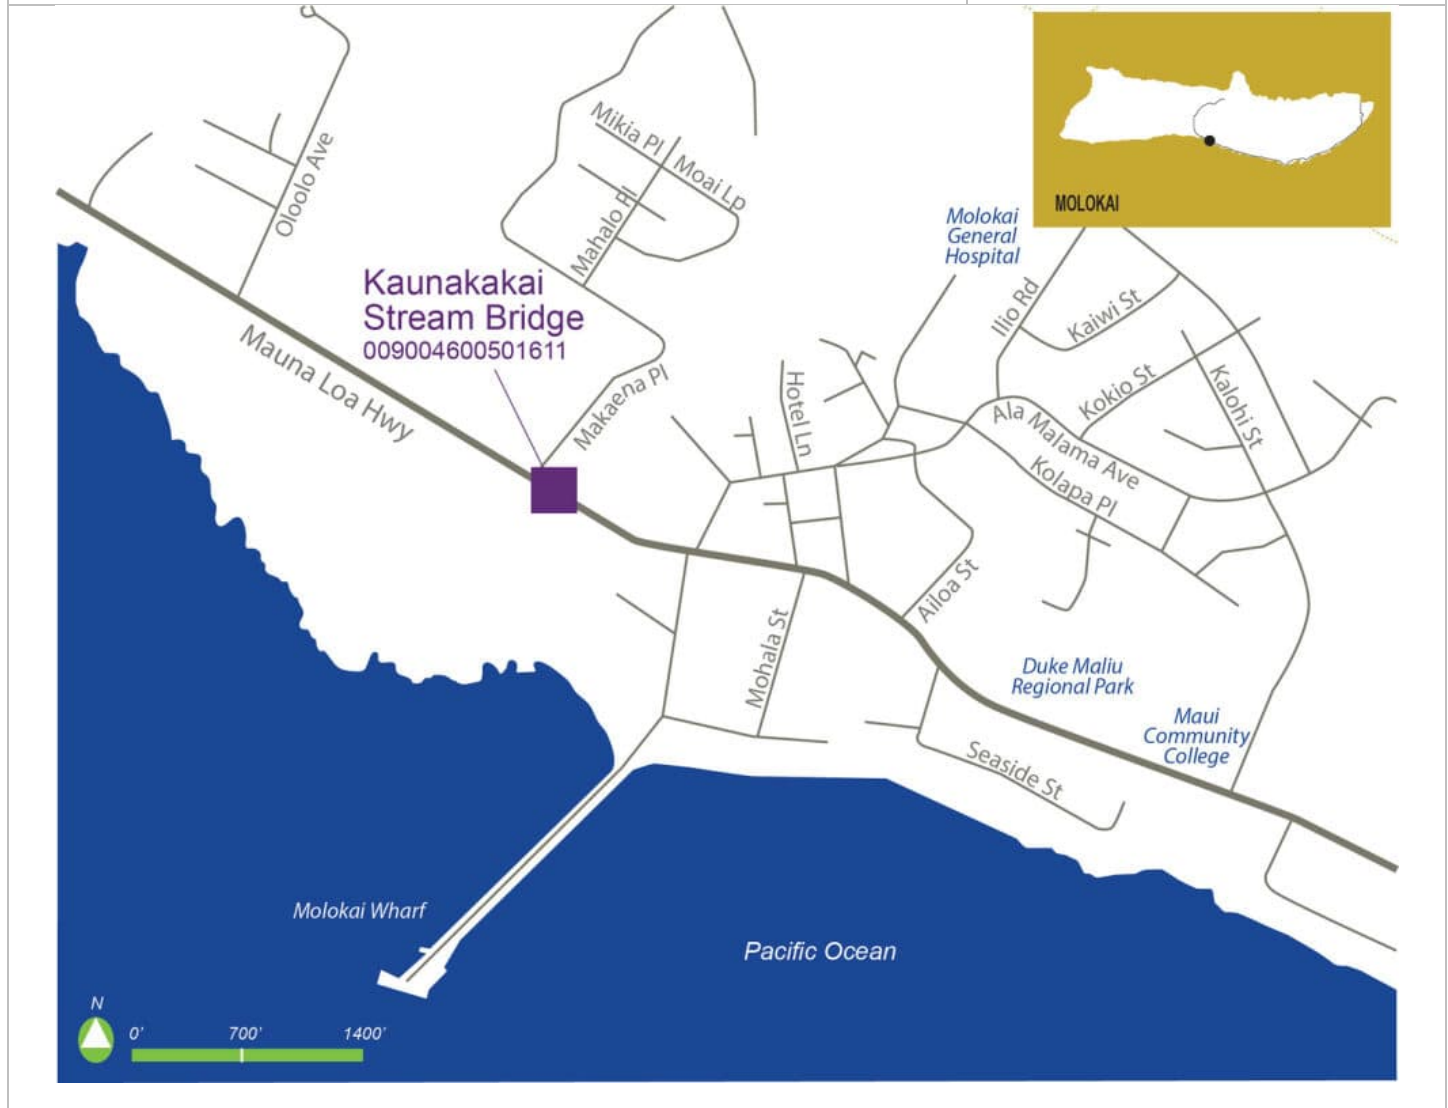 Mikia Pl
Moai Lp
Oloolo Ave
Mahalo Pl
MOLOKAI
Molokai
General
Hospital
Kaunakakai
Stream Bridge
009004600501611
Ilio Rd
Kaiwi St
Mauna Loa Hwy
Makaena Pl
Hotel Ln
Kokio St
Kalohi St
Ala Malama Ave
Kolapa Pl
Ailoa St
Mohala St
Duke Maliu
Regional Park
Maui
Community
College
Seaside St
Molokai Wharf
Pacific Ocean
N
0'
700'
1400'